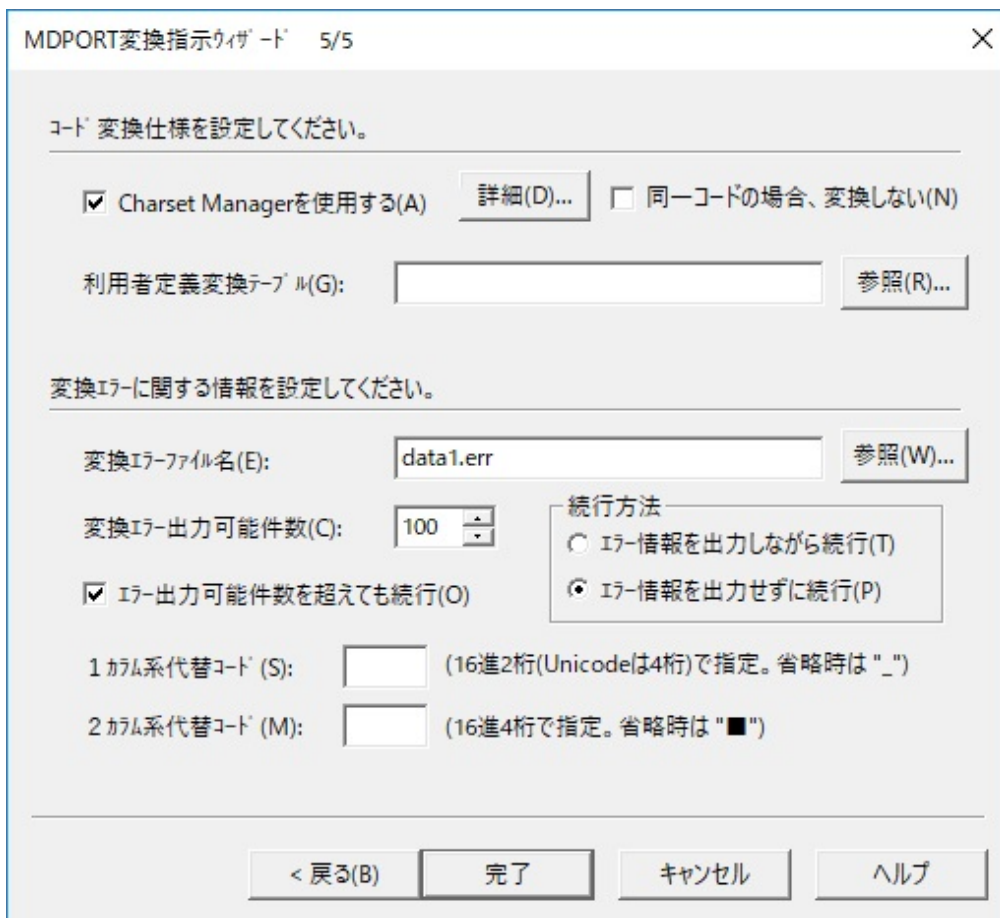 MDPORT変換指示ｳｨｻﾞｰﾄﾞ 5/5
ｺｰﾄﾞ変換仕様を設定してください。
Charset Managerを使用する(A) 詳細(D)... 同一コードの場合、変換しない(N)
利用者定義変換ﾃｰﾌﾞﾙ(G): 参照(R)...
変換ｴﾗｰに関する情報を設定してください。
変換ｴﾗｰﾌｧｲﾙ名(E): data1.err 参照(W)...
変換ｴﾗｰ出力可能件数(C): 100
続行方法
ｴﾗｰ情報を出力しながら続行(T)
ｴﾗｰ出力可能件数を超えても続行(O)
ｴﾗｰ情報を出力せずに続行(P)
1ｶﾗﾑ系代替ｺｰﾄﾞ(S): (16進2桁(Unicodeは4桁)で指定。省略時は "_")
2ｶﾗﾑ系代替ｺｰﾄﾞ(M): (16進4桁で指定。省略時は "■")
< 戻る(B) 完了 キャンセル ヘルプ